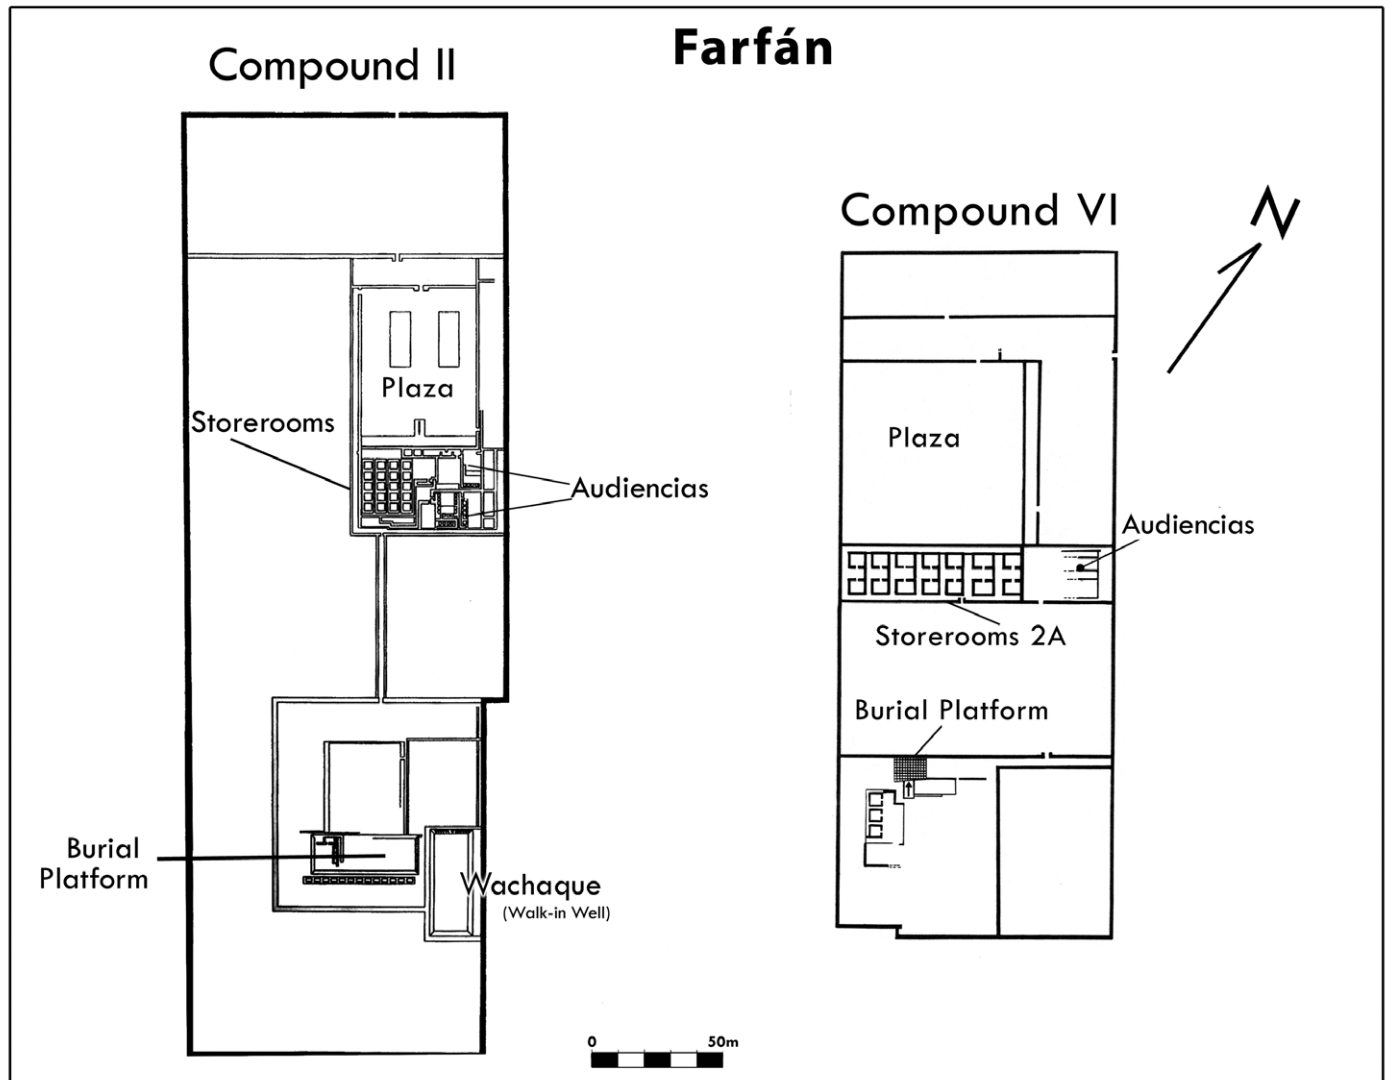 Farfán
Compound II
Compound VI
N
Plaza
Storerooms
Audiencias
Plaza
Audiencias
Storerooms 2A
Burial Platform
Burial
Platform
Wachaque
(Walk-in Well)
0 50m